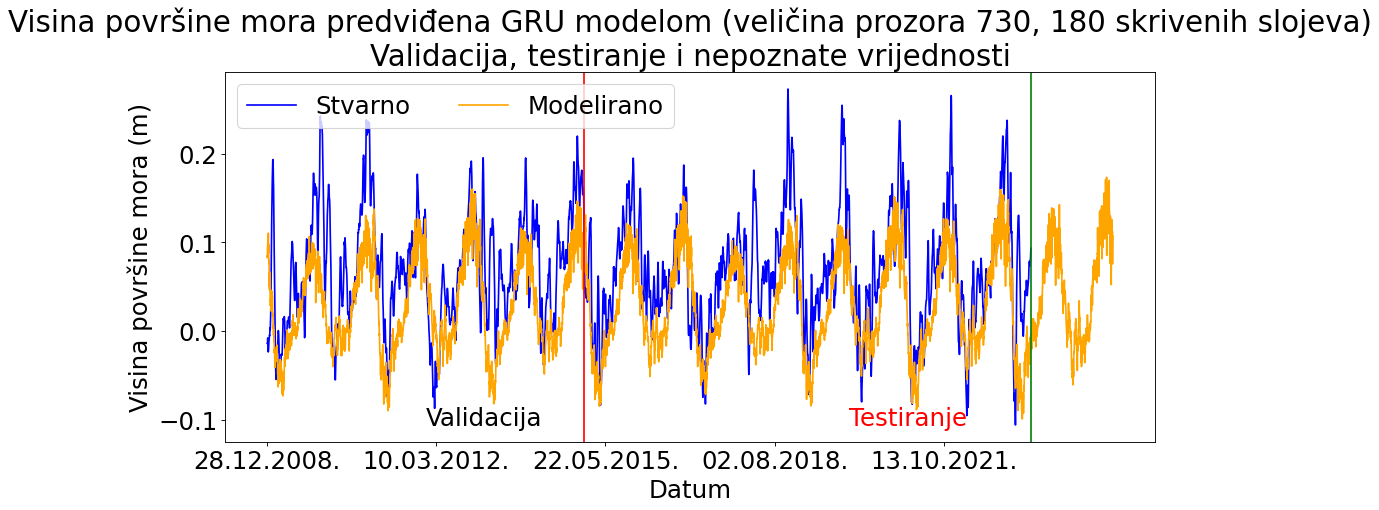 Visina površine mora predviđena GRU modelom (veličina prozora 730, 180 skrivenih slojeva)
Validacija, testiranje i nepoznate vrijednosti
Stvarno
Modelirano
Visina površine mora (m)
0.2
0.1
0.0
−0.1
Validacija
Testiranje
28.12.2008.
10.03.2012.
22.05.2015.
02.08.2018.
13.10.2021.
Datum